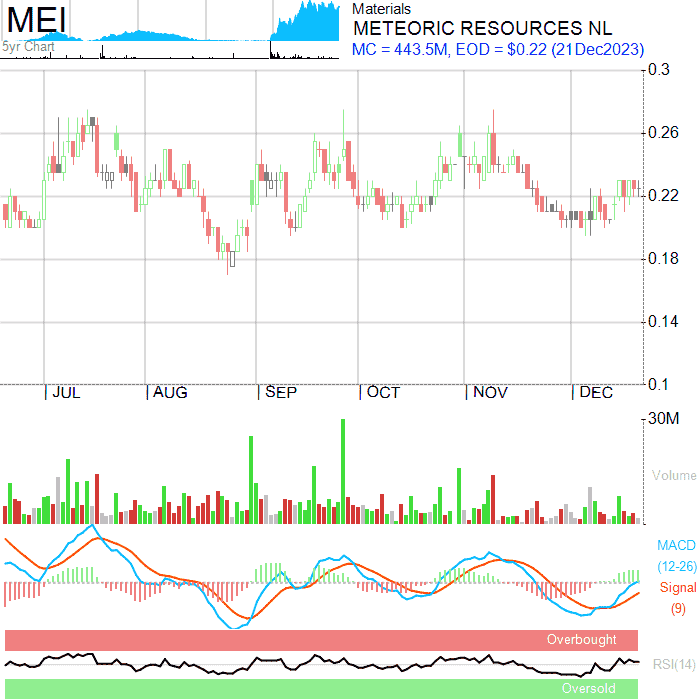 MEI
5yr Chart
Materials
METEORIC RESOURCES NL
MC = 443.5M, EOD = $0.22 (21Dec2023)
0.3
0.26
0.22
0.18
0.14
0.1
JUL AUG SEP OCT NOV DEC
30M
Volume
MACD
(12-26)
Signal
(9)
Overbought
RSI(14)
Oversold